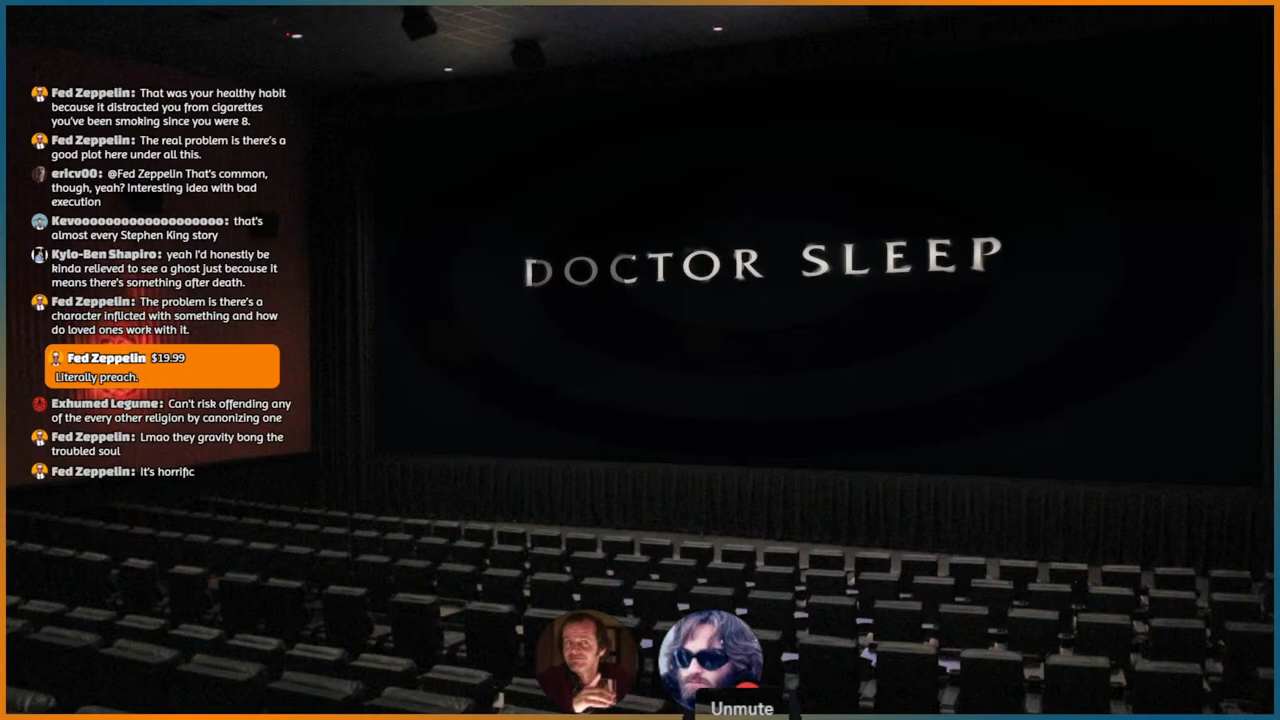 Fed Zeppelin: That was your healthy habit
because it distracted you from cigarettes
you've been smoking since you were 8.
Fed Zeppelin: The real problem is there's a
good plot here under all this.
ericv00: @Fed Zeppelin That's common,
though, yeah? Interesting idea with bad
execution
Kevooooooooooooooooooo: that's
almost every Stephen King story
Kylo-Ben Shapiro: yeah I'd honestly be
kinda relieved to see a ghost just because it
means there's something after death.
Fed Zeppelin: The problem is there's a
character inflicted with something and how
do loved ones work with it.
Fed Zeppelin $19.99
Literally preach.
Exhumed Legume: Can't risk offending any
of the every other religion by canonizing one
Fed Zeppelin: Lmao they gravity bong the
troubled soul
Fed Zeppelin: It's horrific
DOCTOR SLEEP
Unmute